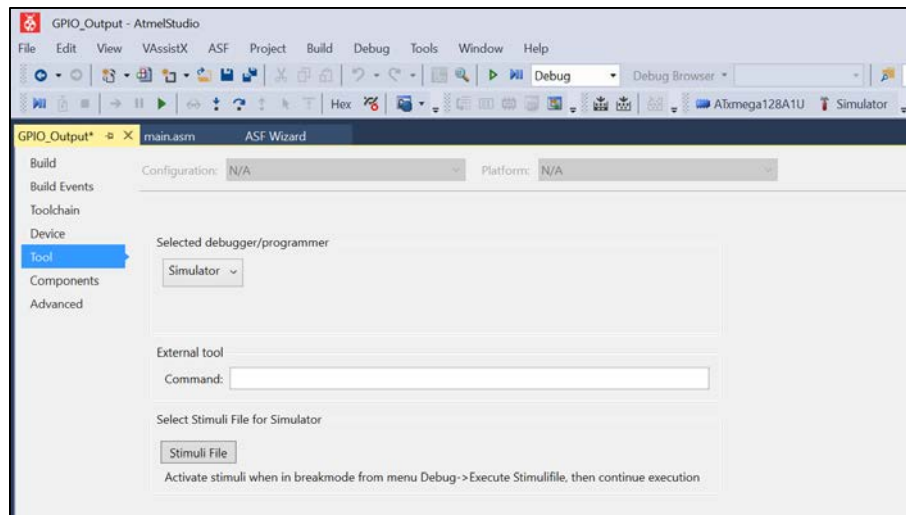 GPIO_Output - AtmelStudio
File Edit View VAssistX ASF Project Build Debug Tools Window Help
Debug Debug Browser
Hex ATxmega128A1U Simulator
GPIO_Output* main.asm ASF Wizard
Build
Configuration: N/A Platform: N/A
Build Events
Toolchain
Device
Selected debugger/programmer
Tool
Simulator
Components
Advanced
External tool
Command:
Select Stimuli File for Simulator
Stimuli File
Activate stimuli when in breakmode from menu Debug->Execute Stimulifile, then continue execution